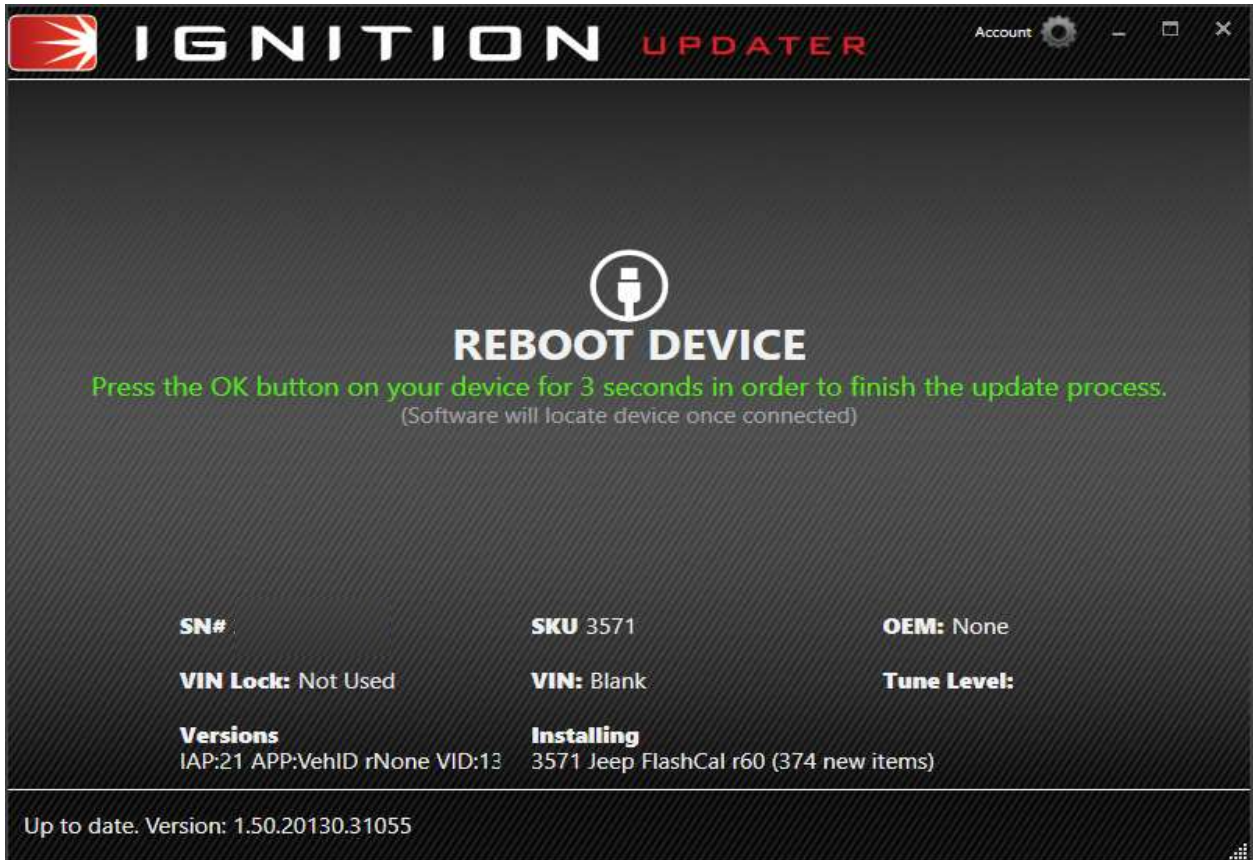 IGNITION UPDATER Account
REBOOT DEVICE
Press the OK button on your device for 3 seconds in order to finish the update process.
(Software will locate device once connected)
SN# SKU 3571 OEM: None
VIN Lock: Not Used VIN: Blank Tune Level:
Versions Installing
IAP:21 APP:VehID rNone VID:13 3571 Jeep FlashCal r60 (374 new items)
Up to date. Version: 1.50.20130.31055